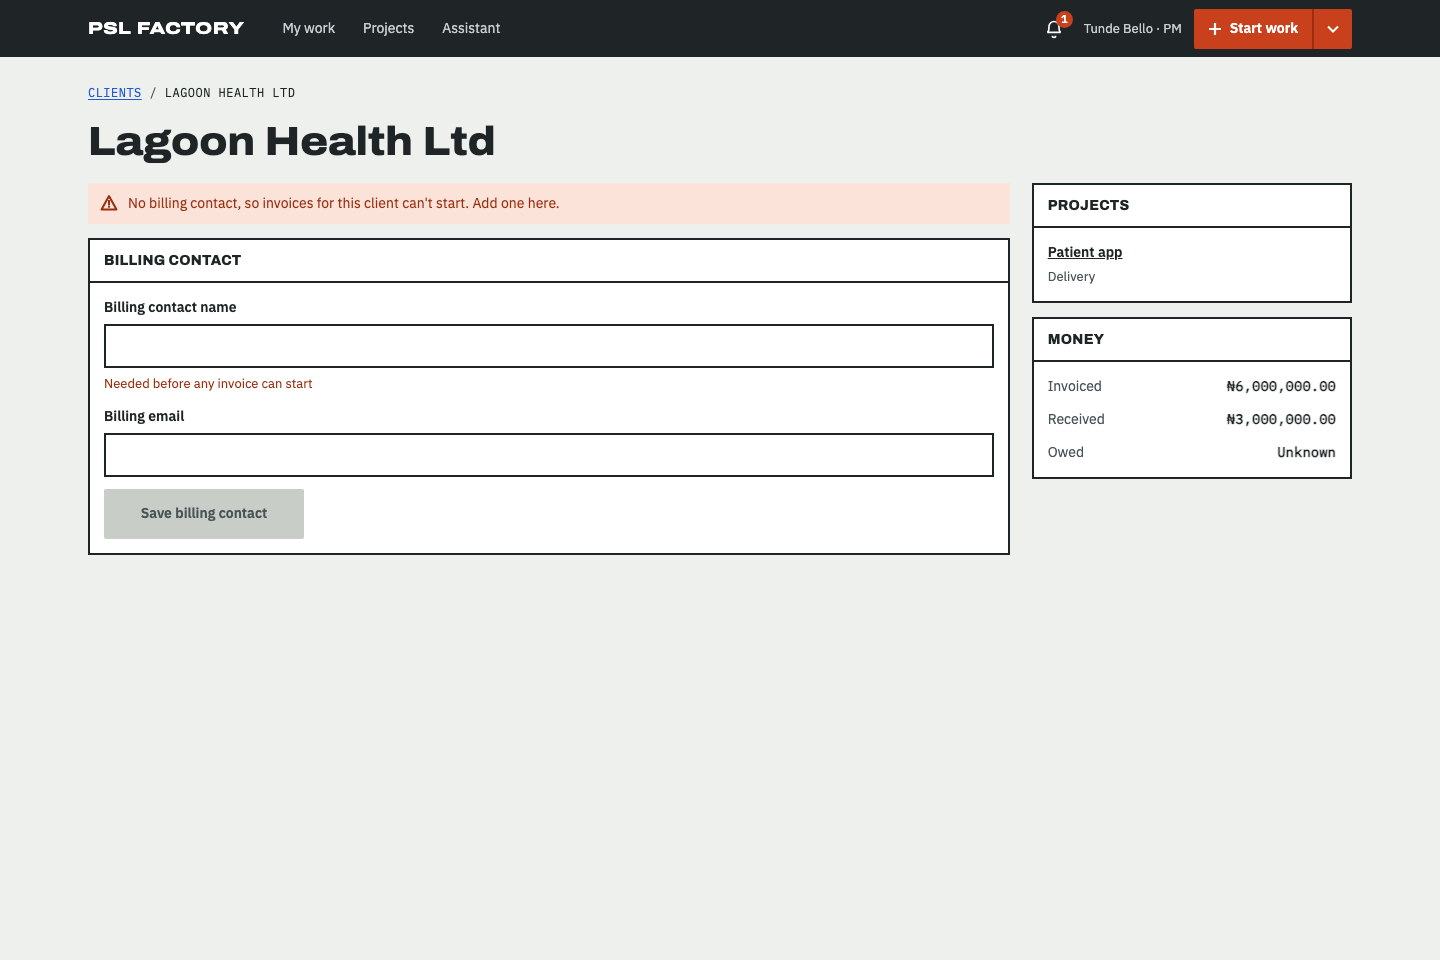 PSL FACTORY
My work
Projects
Assistant
1
Tunde Bello · PM
Start work
CLIENTS / LAGOON HEALTH LTD
Lagoon Health Ltd
No billing contact, so invoices for this client can't start. Add one here.
BILLING CONTACT
Billing contact name
Needed before any invoice can start
Billing email
Save billing contact
PROJECTS
Patient app
Delivery
MONEY
Invoiced ₦6,000,000.00
Received ₦3,000,000.00
Owed Unknown